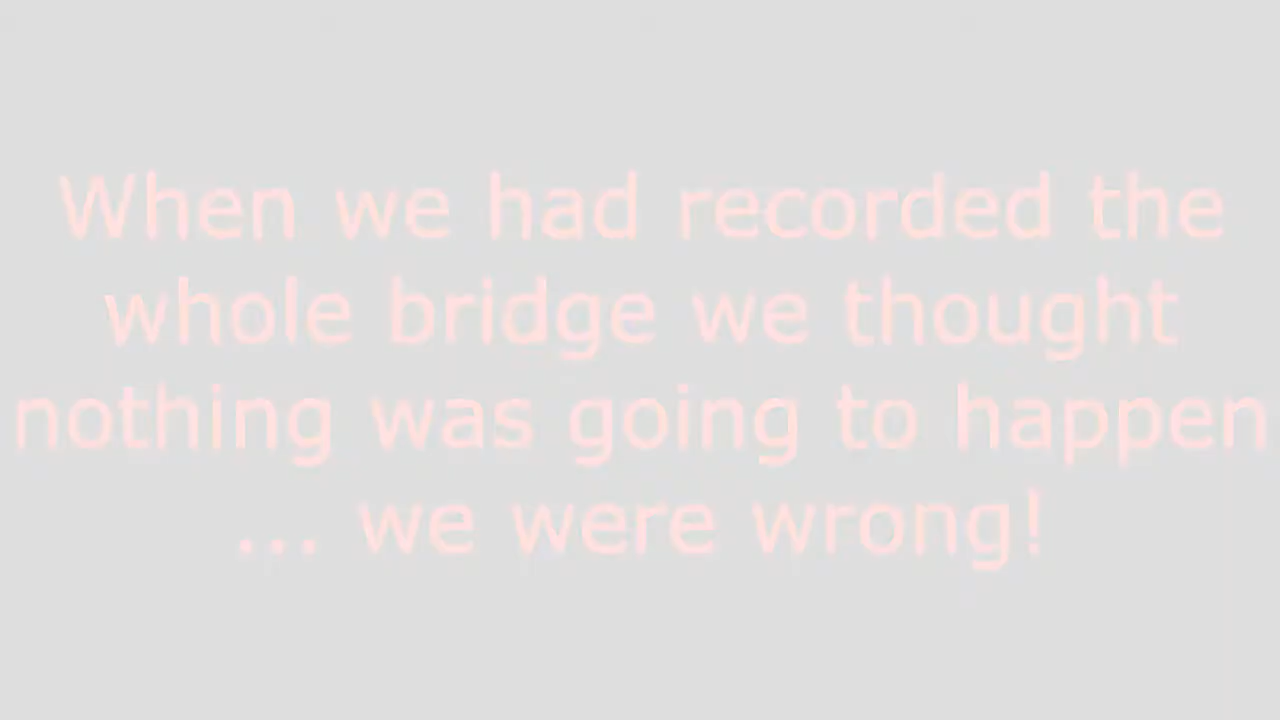 When we had recorded the
whole bridge we thought
nothing was going to happen
... we were wrong!